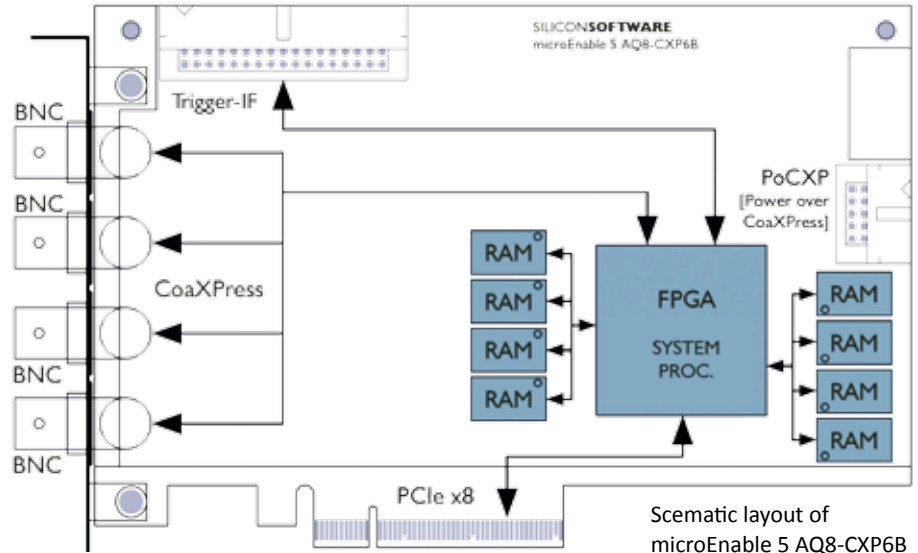 SILICONSOFTWARE
microEnable 5 AQ8-CXP6B
Trigger-IF
BNC
BNC
BNC
BNC
CoaXPress
PoCXP
[Power over
CoaXPress]
RAM
RAM
RAM
RAM
FPGA
SYSTEM
PROC.
RAM
RAM
RAM
RAM
PCIe x8
Scematic layout of
microEnable 5 AQ8-CXP6B